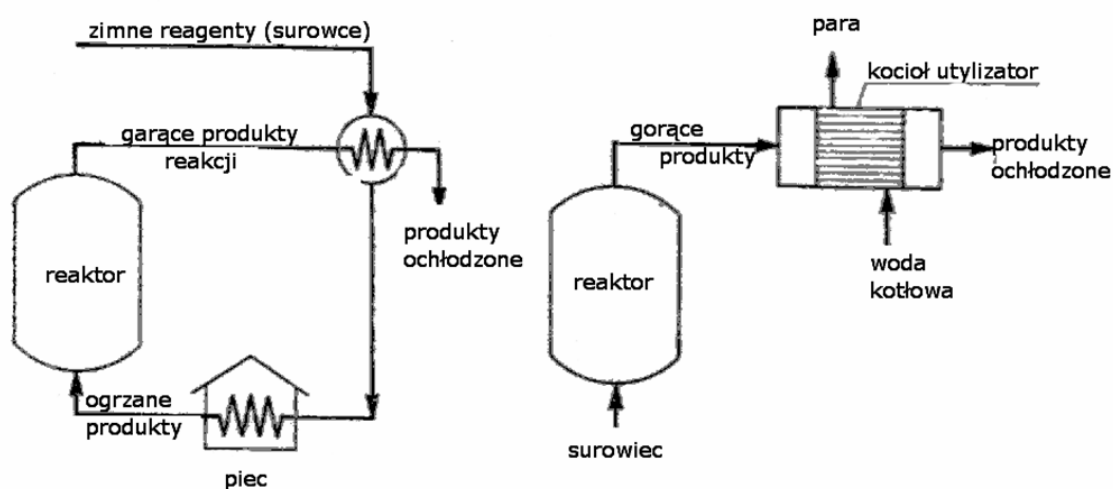 zimne reagenty (surowce)
garące produkty
reakcji
produkty
ochłodzone
reaktor
ogrzane
produkty
piec
para
kocioł utylizator
gorące
produkty
produkty
ochłodzone
reaktor
woda
kotłowa
surowiec